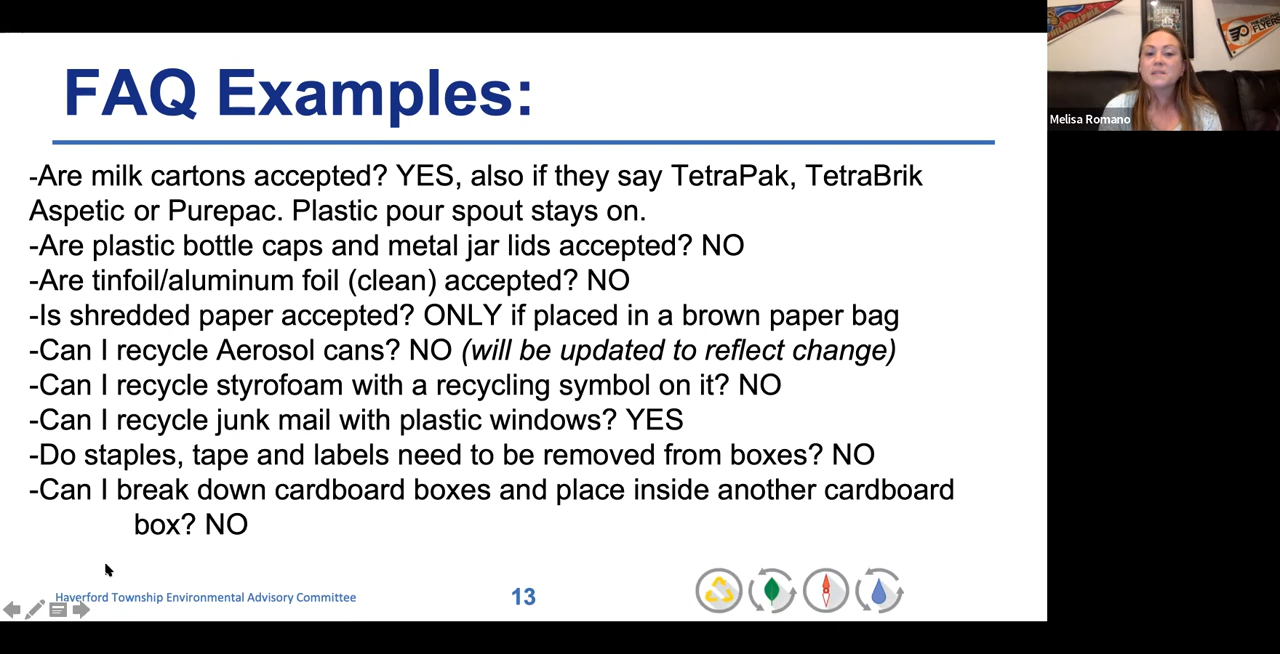 FAQ Examples:
-Are milk cartons accepted? YES, also if they say TetraPak, TetraBrik
Aspetic or Purepac. Plastic pour spout stays on.
-Are plastic bottle caps and metal jar lids accepted? NO
-Are tinfoil/aluminum foil (clean) accepted? NO
-Is shredded paper accepted? ONLY if placed in a brown paper bag
-Can I recycle Aerosol cans? NO (will be updated to reflect change)
-Can I recycle styrofoam with a recycling symbol on it? NO
-Can I recycle junk mail with plastic windows? YES
-Do staples, tape and labels need to be removed from boxes? NO
-Can I break down cardboard boxes and place inside another cardboard
box? NO
Haverford Township Environmental Advisory Committee
13
PHILADELPHIA
FLYERS
Melisa Romano